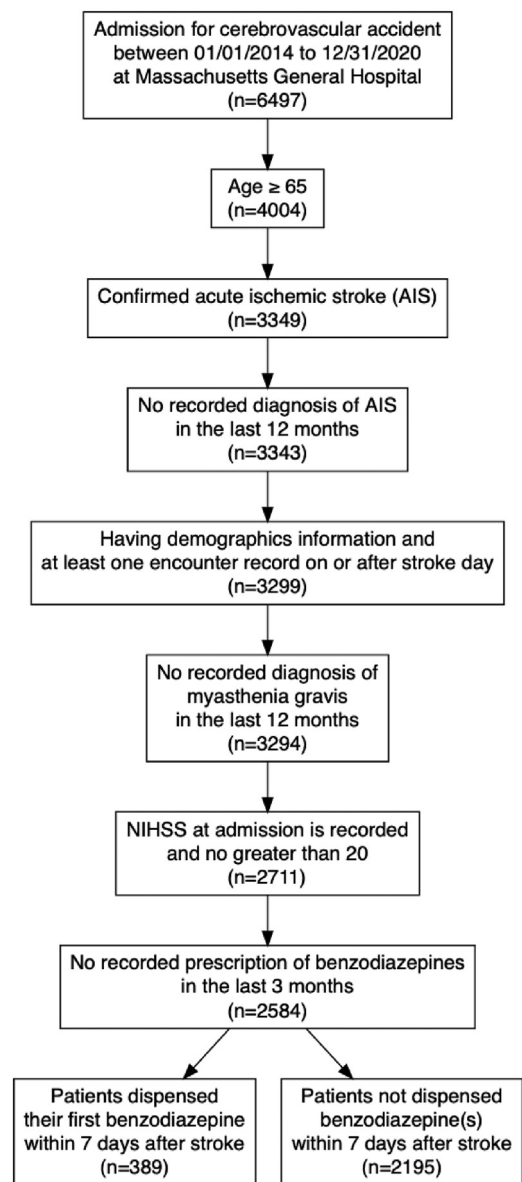 Admission for cerebrovascular accident
between 01/01/2014 to 12/31/2020
at Massachusetts General Hospital
(n=6497)
Age ≥ 65
(n=4004)
Confirmed acute ischemic stroke (AIS)
(n=3349)
No recorded diagnosis of AIS
in the last 12 months
(n=3343)
Having demographics information and
at least one encounter record on or after stroke day
(n=3299)
No recorded diagnosis of
myasthenia gravis
in the last 12 months
(n=3294)
NIHSS at admission is recorded
and no greater than 20
(n=2711)
No recorded prescription of benzodiazepines
in the last 3 months
(n=2584)
Patients dispensed
their first benzodiazepine
within 7 days after stroke
(n=389)
Patients not dispensed
benzodiazepine(s)
within 7 days after stroke
(n=2195)